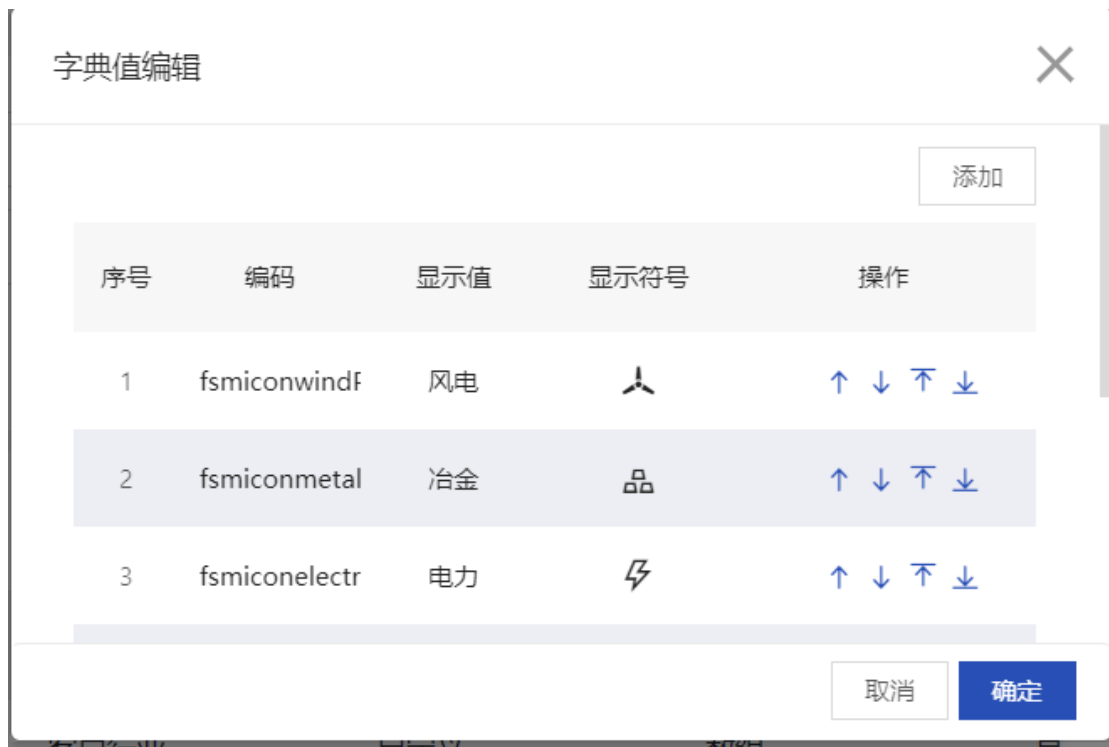 字典值编辑
添加
序号 编码 显示值 显示符号 操作
1 fsmiconwindP 风电
2 fsmiconmetal 冶金
3 fsmiconelectr 电力
取消 确定